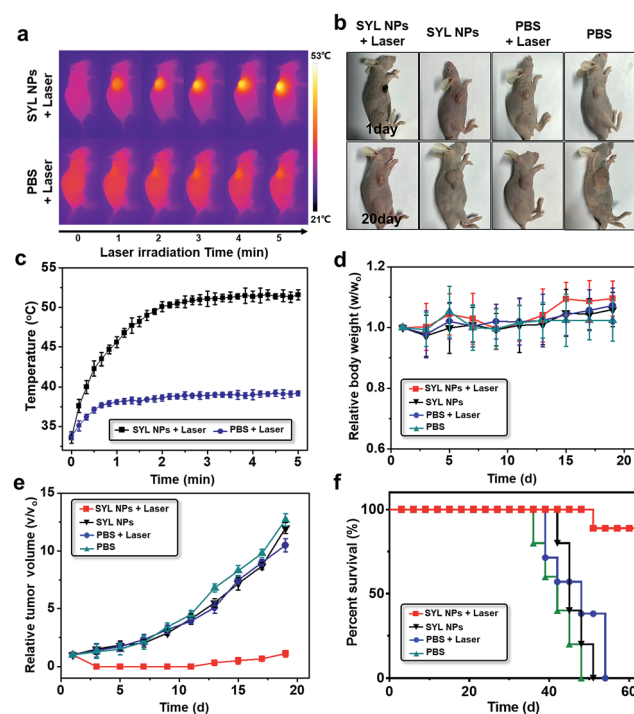 a
SYL NPs
+ Laser
PBS
+ Laser
53℃
21℃
0 1 2 3 4 5
Laser irradiation Time (min)
b
SYL NPs
+ Laser
SYL NPs
PBS
+ Laser
PBS
1day
20day
c
Temperature (°C)
55
50
45
40
35
30
SYL NPs + Laser
PBS + Laser
0 1 2 3 4 5
Time (min)
d
Relative body weight (w/w₀)
1.2
1.0
0.8
0.6
SYL NPs + Laser
SYL NPs
PBS + Laser
PBS
0 5 10 15 20
Time (d)
e
Relative tumor volume (v/v₀)
15
10
5
0
SYL NPs + Laser
SYL NPs
PBS + Laser
PBS
0 5 10 15 20
Time (d)
f
Percent survival (%)
100
50
0
SYL NPs + Laser
SYL NPs
PBS + Laser
PBS
0 20 40 60
Time (d)